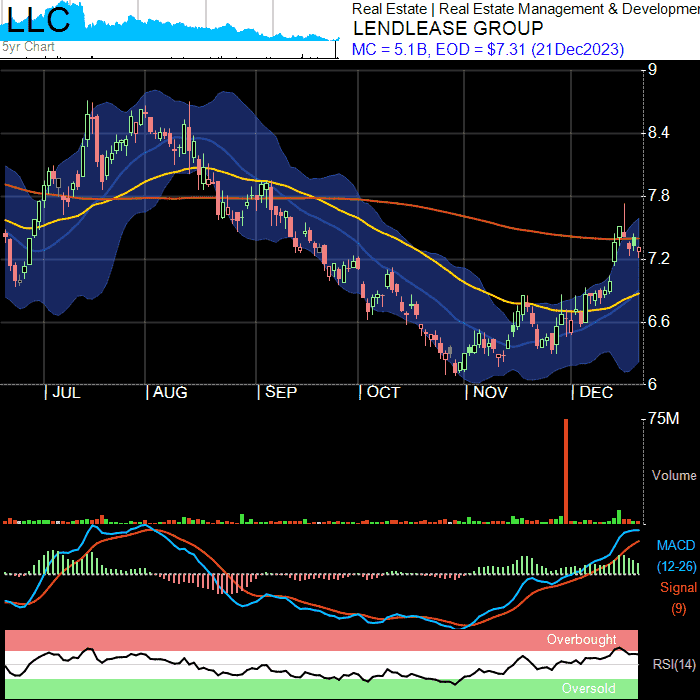 LLC
5yr Chart
Real Estate | Real Estate Management & Developmen
LENDLEASE GROUP
MC = 5.1B, EOD = $7.31 (21Dec2023)
9
8.4
7.8
7.2
6.6
6
| JUL | AUG | SEP | OCT | NOV | DEC
75M
Volume
MACD
(12-26)
Signal
(9)
Overbought
RSI(14)
Oversold